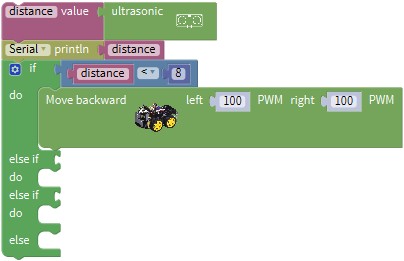 distance value ultrasonic
Serial println distance
if distance < 8
do Move backward left 100 PWM right 100 PWM
else if
do
else if
do
else